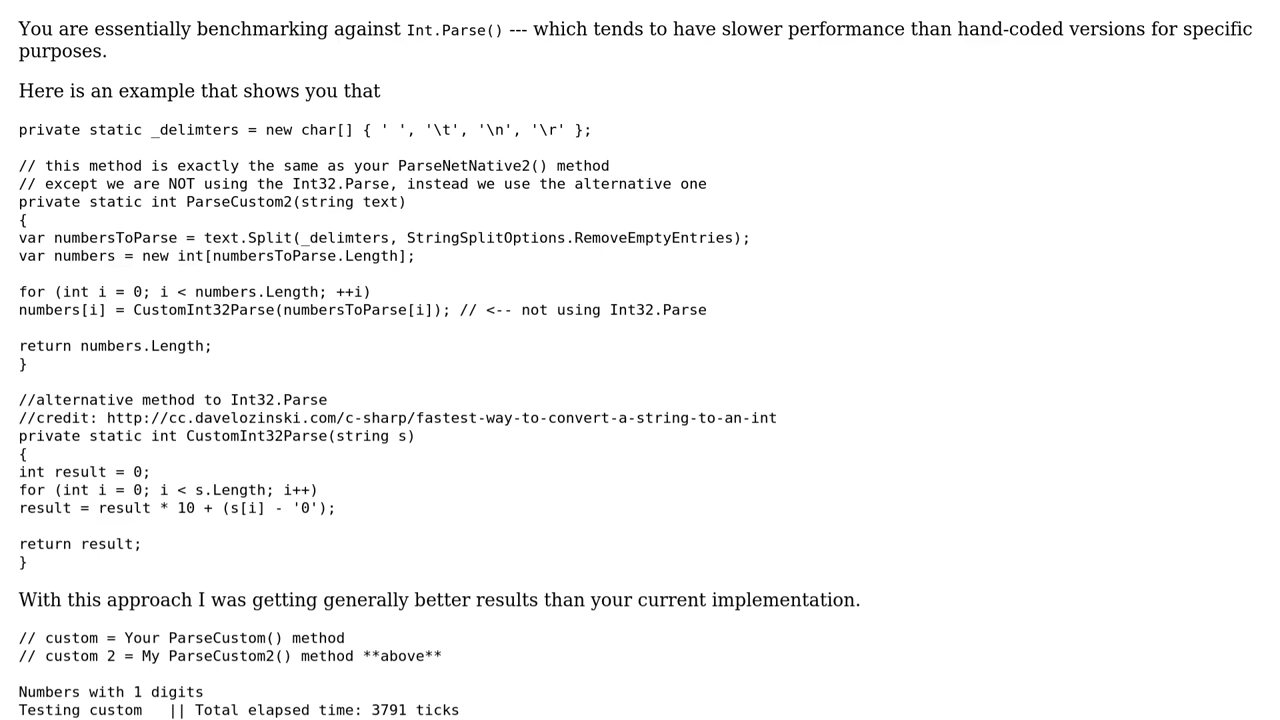 You are essentially benchmarking against Int.Parse() --- which tends to have slower performance than hand-coded versions for specific
purposes.
Here is an example that shows you that
private static _delimters = new char[] { ' ', '\t', '\n', '\r' };
// this method is exactly the same as your ParseNetNative2() method
// except we are NOT using the Int32.Parse, instead we use the alternative one
private static int ParseCustom2(string text)
{
var numbersToParse = text.Split(_delimters, StringSplitOptions.RemoveEmptyEntries);
var numbers = new int[numbersToParse.Length];
for (int i = 0; i < numbers.Length; ++i)
numbers[i] = CustomInt32Parse(numbersToParse[i]); // <-- not using Int32.Parse
return numbers.Length;
}
//alternative method to Int32.Parse
//credit: http://cc.davelozinski.com/c-sharp/fastest-way-to-convert-a-string-to-an-int
private static int CustomInt32Parse(string s)
{
int result = 0;
for (int i = 0; i < s.Length; i++)
result = result * 10 + (s[i] - '0');
return result;
}
With this approach I was getting generally better results than your current implementation.
// custom = Your ParseCustom() method
// custom 2 = My ParseCustom2() method **above**
Numbers with 1 digits
Testing custom   || Total elapsed time: 3791 ticks